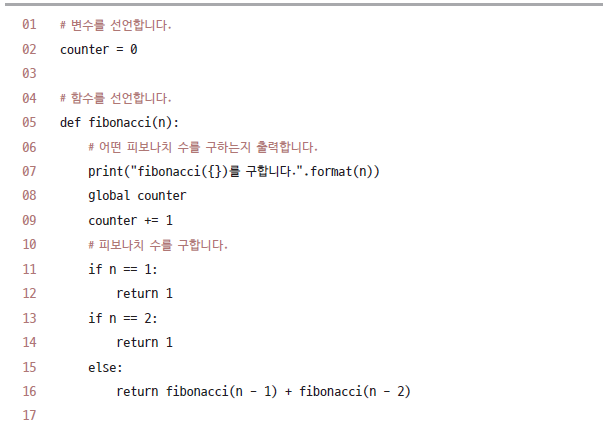 01 # 변수를 선언합니다.
02 counter = 0
03
04 # 함수를 선언합니다.
05 def fibonacci(n):
06     # 어떤 피보나치 수를 구하는지 출력합니다.
07     print("fibonacci({})를 구합니다.".format(n))
08     global counter
09     counter += 1
10     # 피보나치 수를 구합니다.
11     if n == 1:
12         return 1
13     if n == 2:
14         return 1
15     else:
16         return fibonacci(n - 1) + fibonacci(n - 2)
17